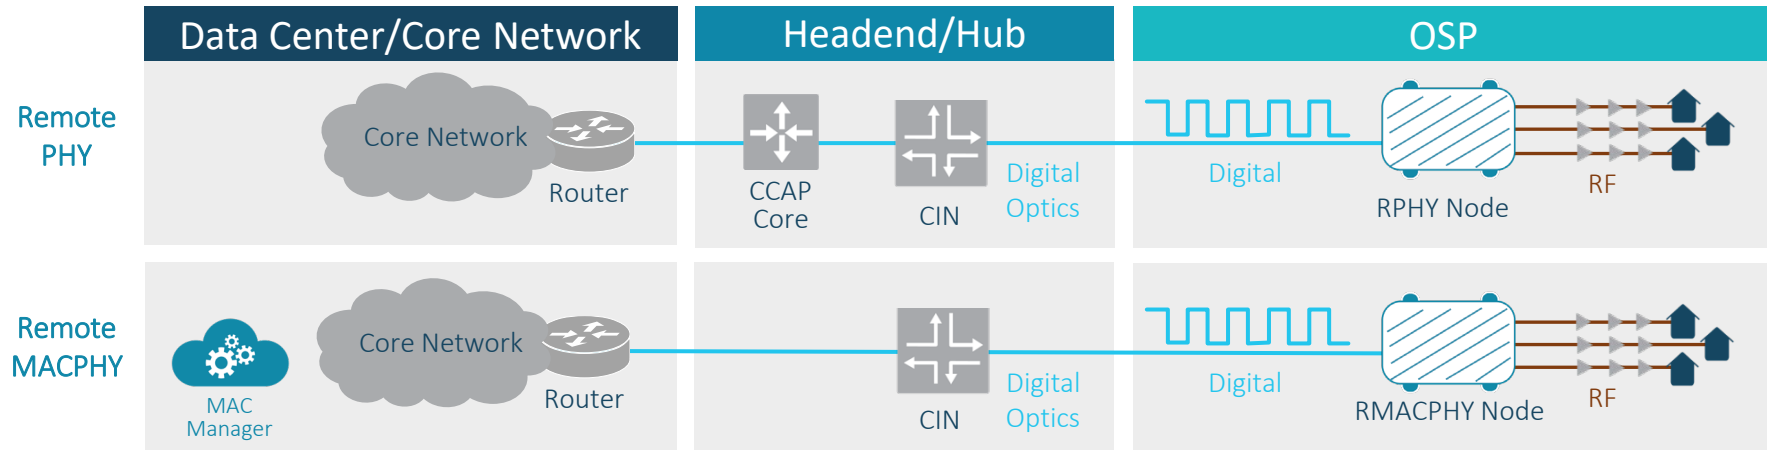 Data Center/Core Network
Headend/Hub
OSP
Remote
PHY
Core Network
Router
CCAP
Core
CIN
Digital
Optics
Digital
RPHY Node
RF
Remote
MACPHY
MAC
Manager
Core Network
Router
CIN
Digital
Optics
Digital
RMACPHY Node
RF